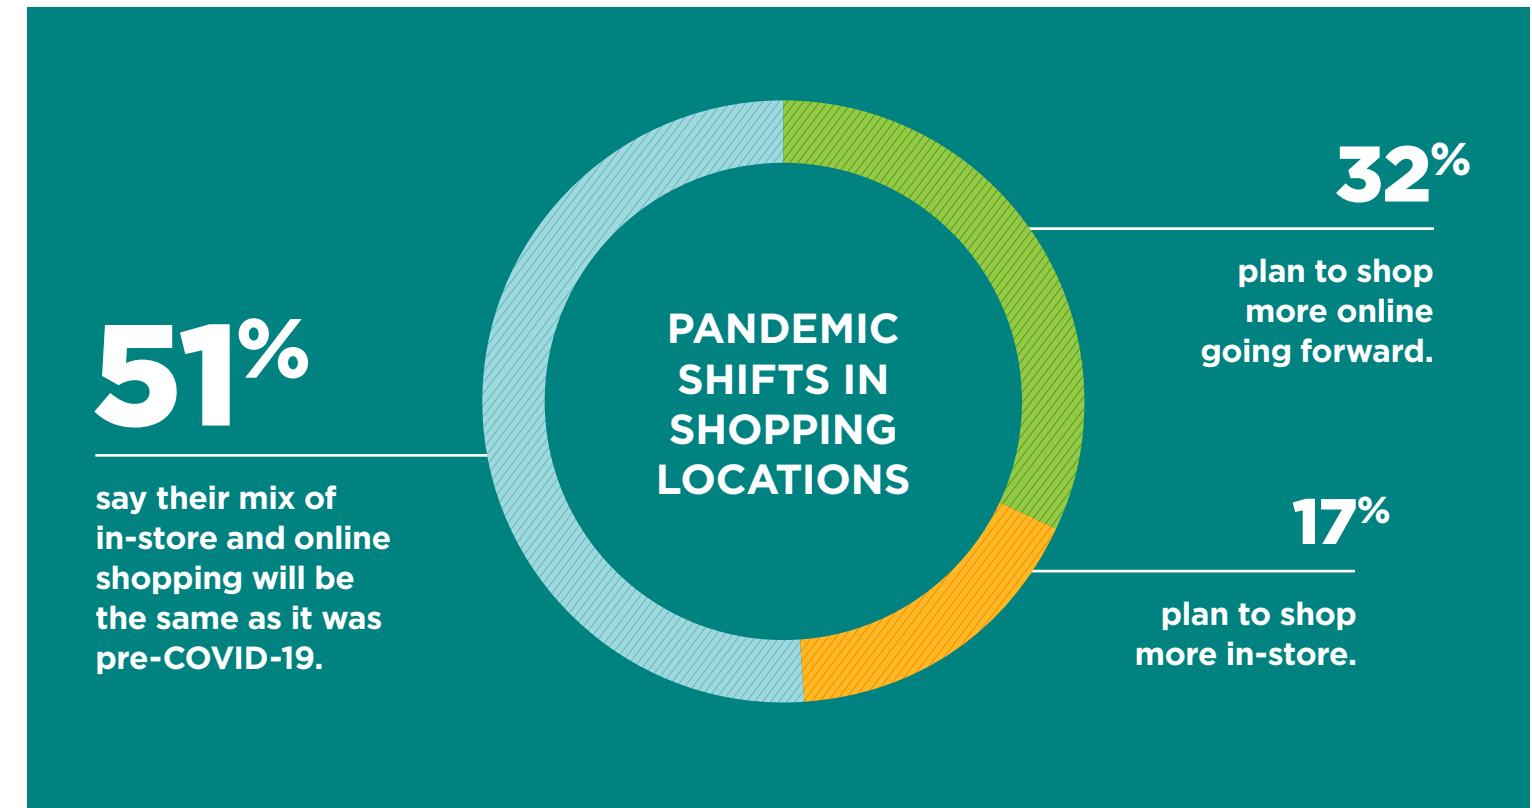 PANDEMIC
SHIFTS IN
SHOPPING
LOCATIONS
51%
say their mix of
in-store and online
shopping will be
the same as it was
pre-COVID-19.
32%
plan to shop
more online
going forward.
17%
plan to shop
more in-store.